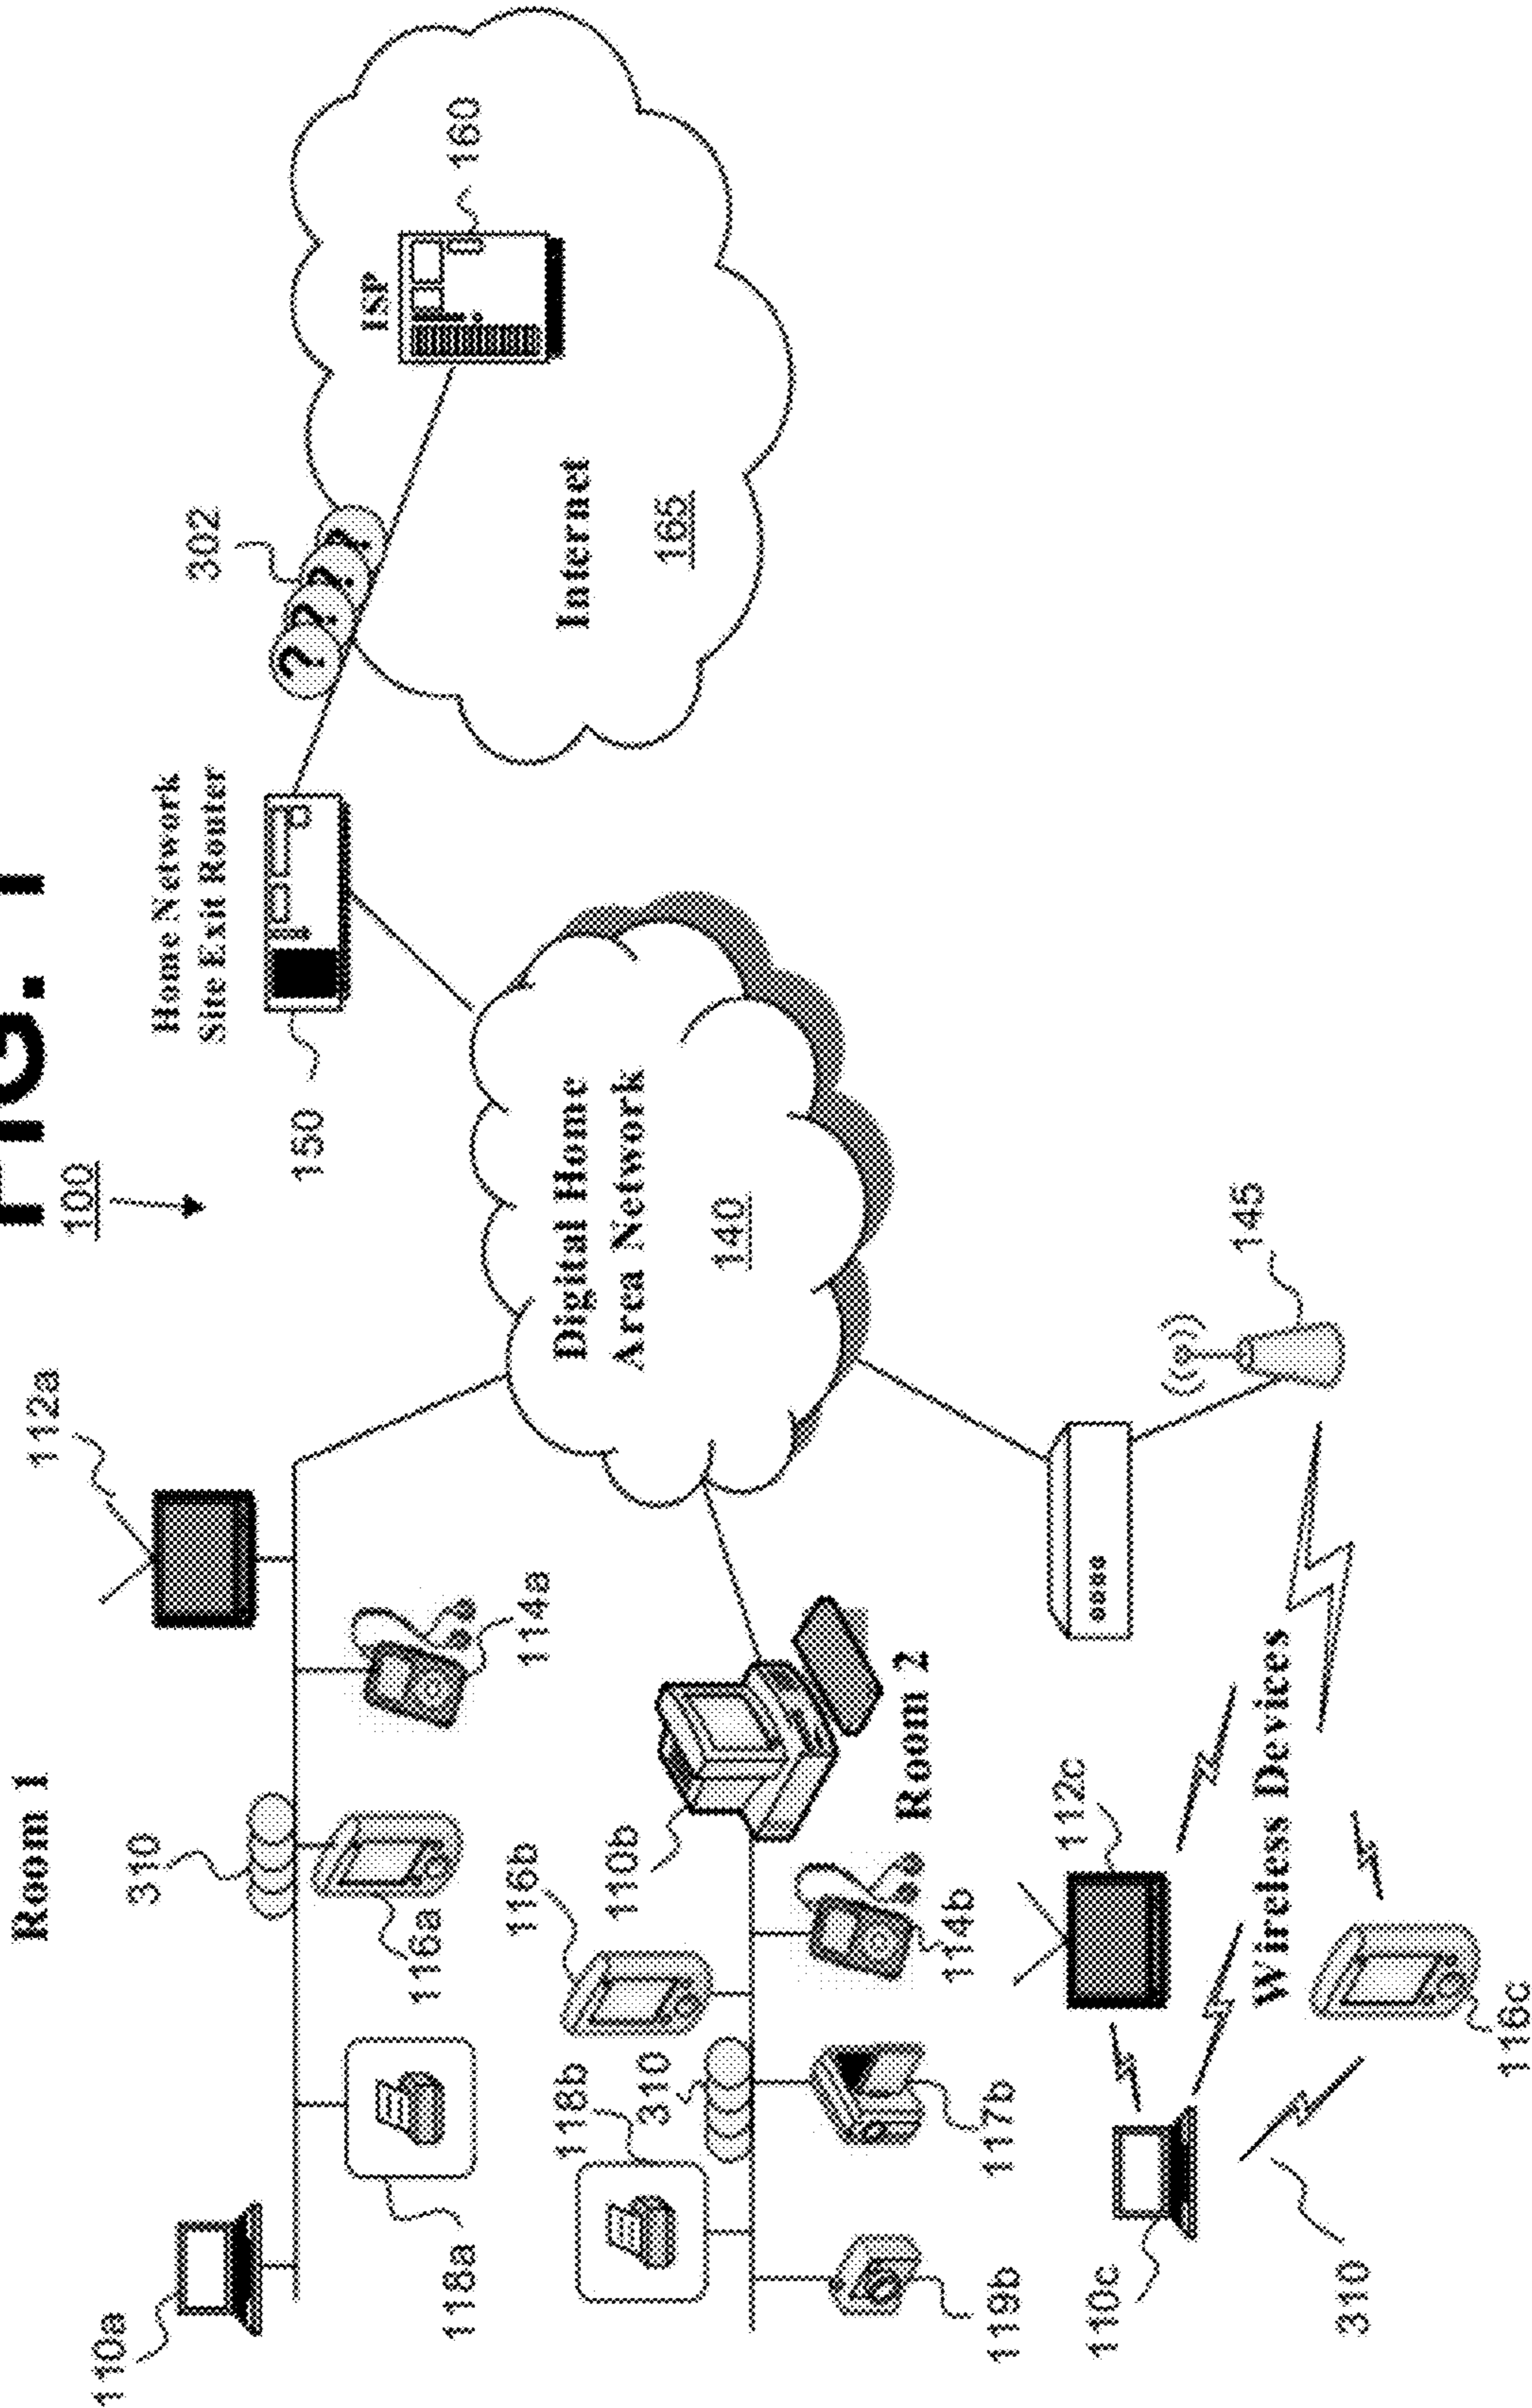 FIG. 1
100
Room 1
110a
118a
310
116a
112a
114a
Home Network
Site Exit Router
150
302
? ? ? ?
ISP
160
Internet
165
Digital Home
Area Network
140
118b
310
116b
110b
119b
117b
114b
Room 2
110c
112c
Wireless Devices
310
116c
145